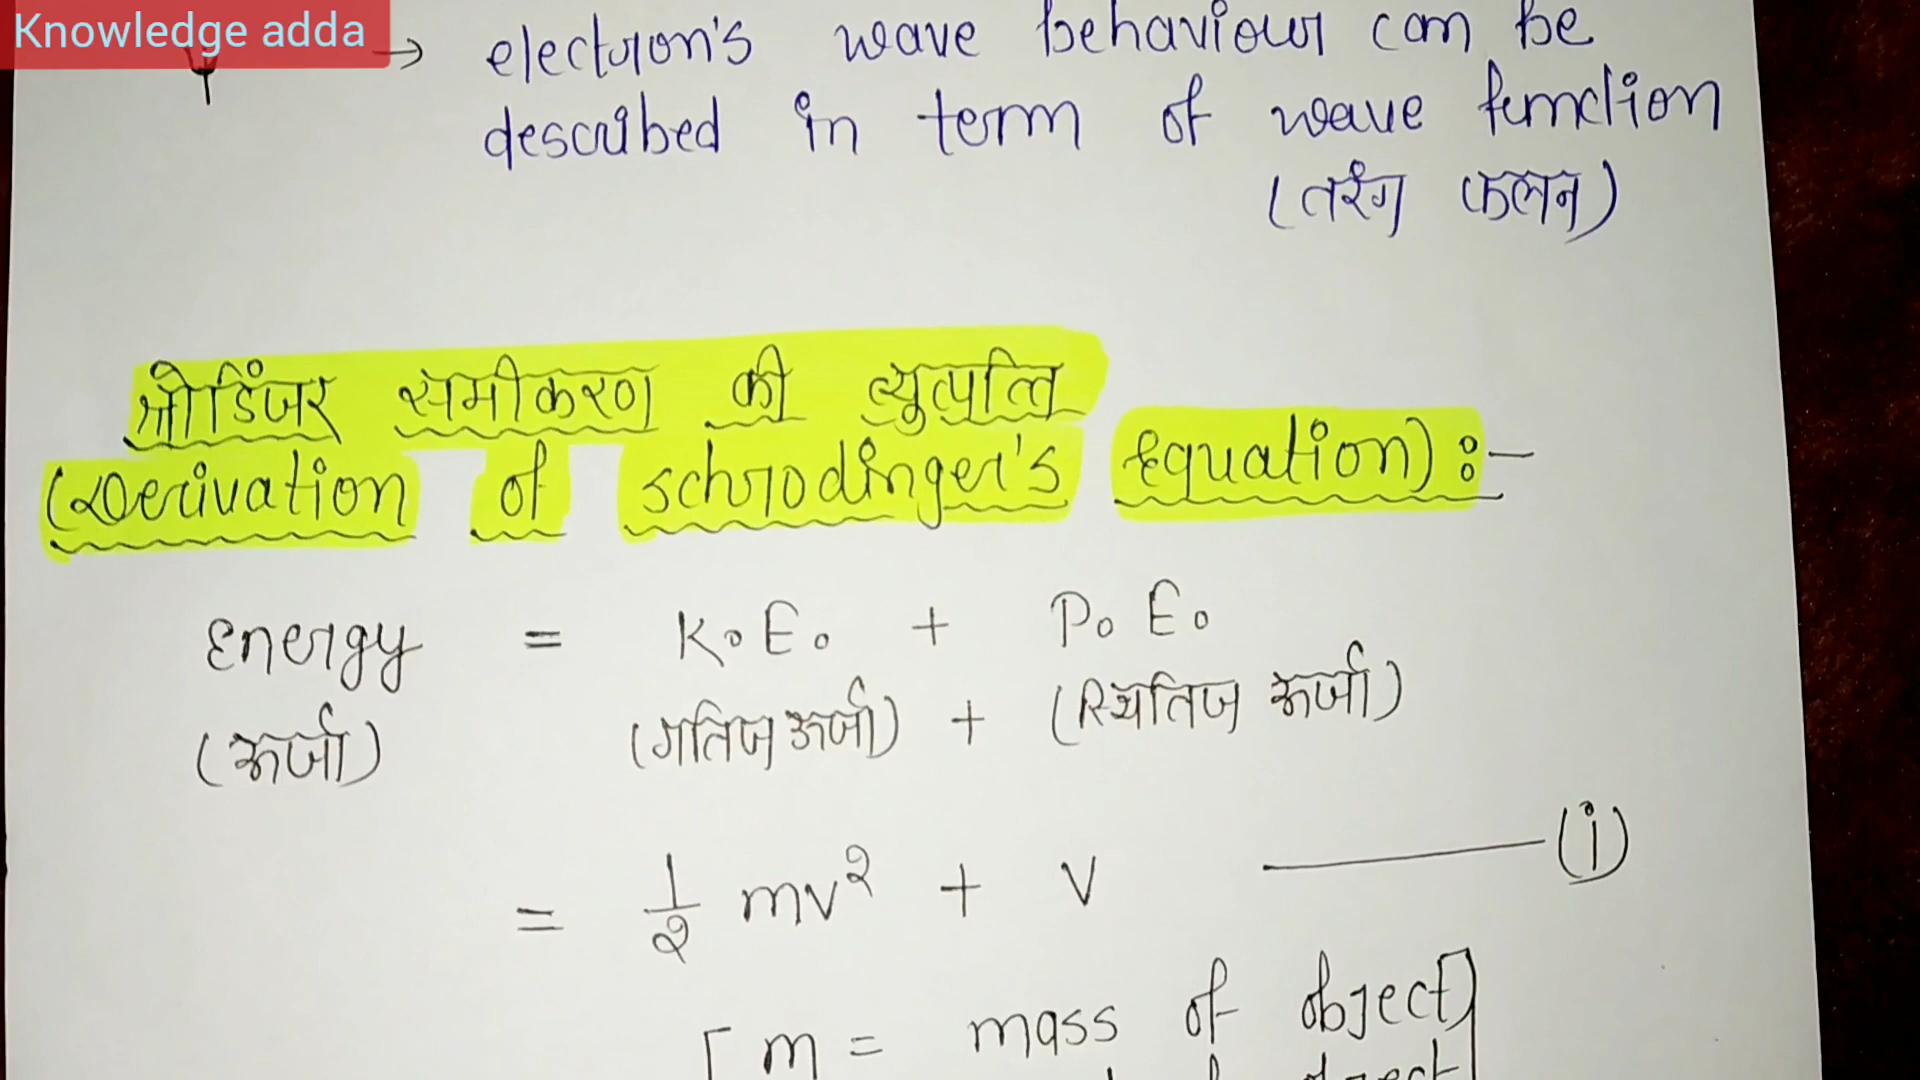 Knowledge adda
ψ → electron's wave behaviour can be
described in term of wave function
(तरंग फलन)
श्रोडिंजर समीकरण की व्युत्पत्ति
(Derivation of schrodinger's Equation) :-
Energy = K.E. + P.E.
(ऊर्जा) (गतिज ऊर्जा) + (स्थितिज ऊर्जा)
= 1/2 mv² + V —— (i)
[m = mass of object]
object]